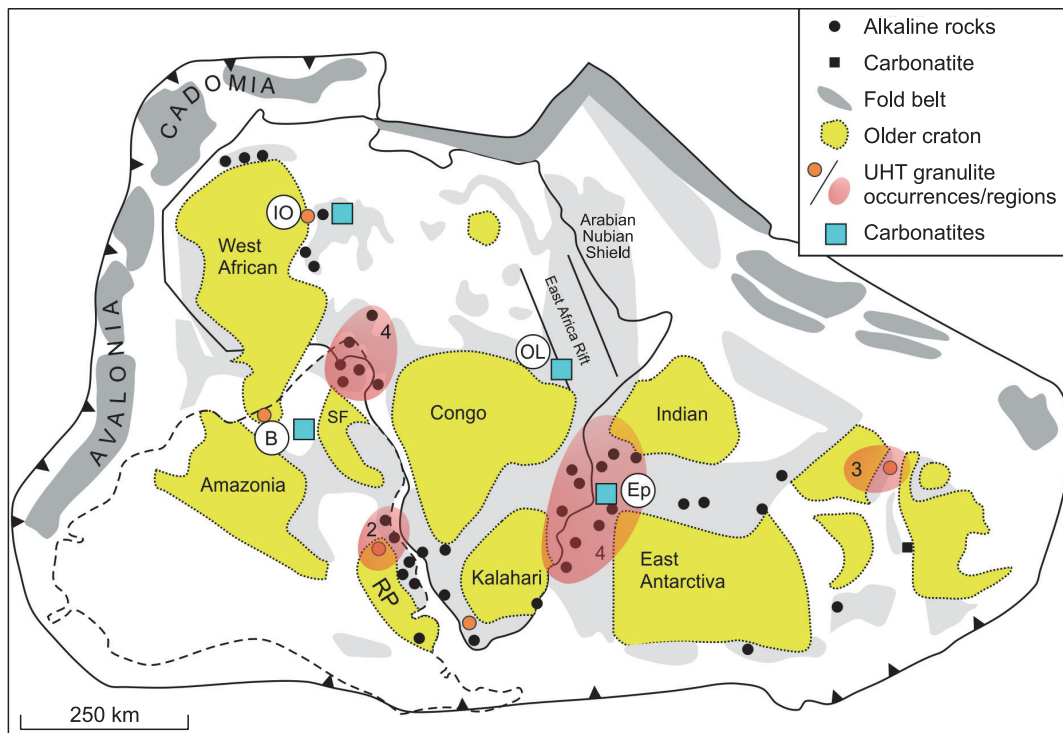 Alkaline rocks
Carbonatite
Fold belt
Older craton
UHT granulite
occurrences/regions
Carbonatites
CADOMIA
AVALONIA
IO
West
African
Arabian
Nubian
Shield
East Africa Rift
4
OL
SF
Congo
Indian
B
Amazonia
3
Ep
2
4
RP
Kalahari
East
Antarctiva
250 km